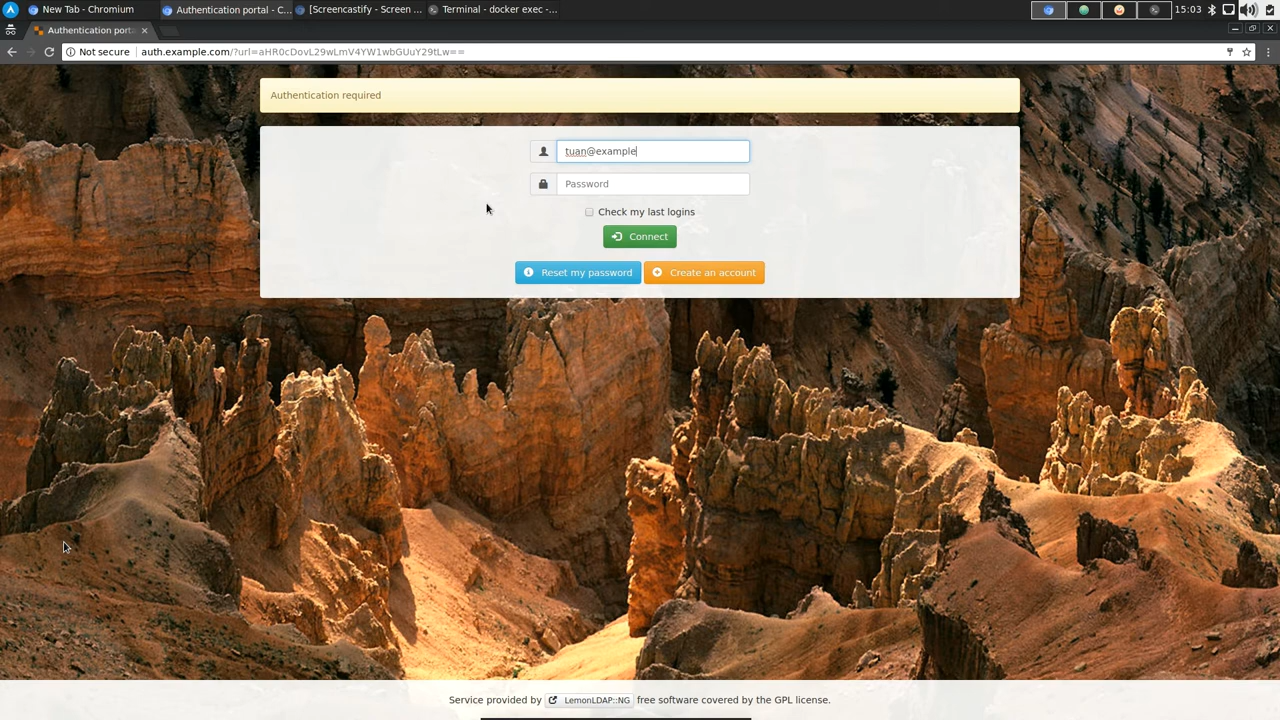 New Tab - Chromium
Authentication portal - C...
[Screencastify - Screen ...
Terminal - docker exec -...
15:03
Authentication porta
Not secure
auth.example.com/?url=aHR0cDovL29wLmV4YW1wbGUuY29tLw==
Authentication required
tuan@example
Password
Check my last logins
Connect
Reset my password
Create an account
Service provided by LemonLDAP::NG free software covered by the GPL license.